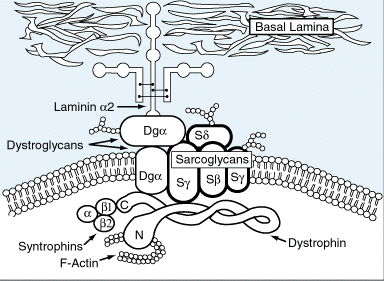 Basal Lamina
Laminin α2
Dgα
Sδ
Dystroglycans
Sarcoglycans
Dgα
Sγ
Sβ
Sγ
α
β1
C
β2
N
Syntrophins
Dystrophin
F-Actin